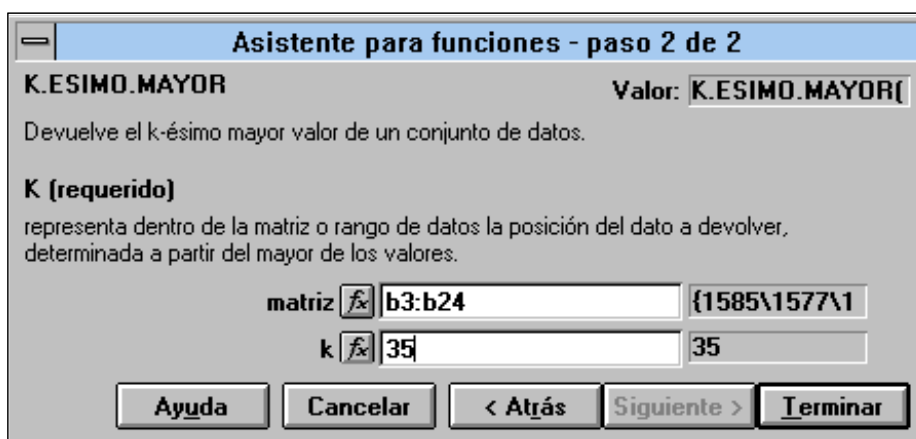 Asistente para funciones - paso 2 de 2
K.ESIMO.MAYOR Valor: K.ESIMO.MAYOR(
Devuelve el k-ésimo mayor valor de un conjunto de datos.
K (requerido)
representa dentro de la matriz o rango de datos la posición del dato a devolver,
determinada a partir del mayor de los valores.
matriz fx b3:b24 {1585\1577\1
k fx 35 35
Ayuda Cancelar < Atrás Siguiente > Terminar